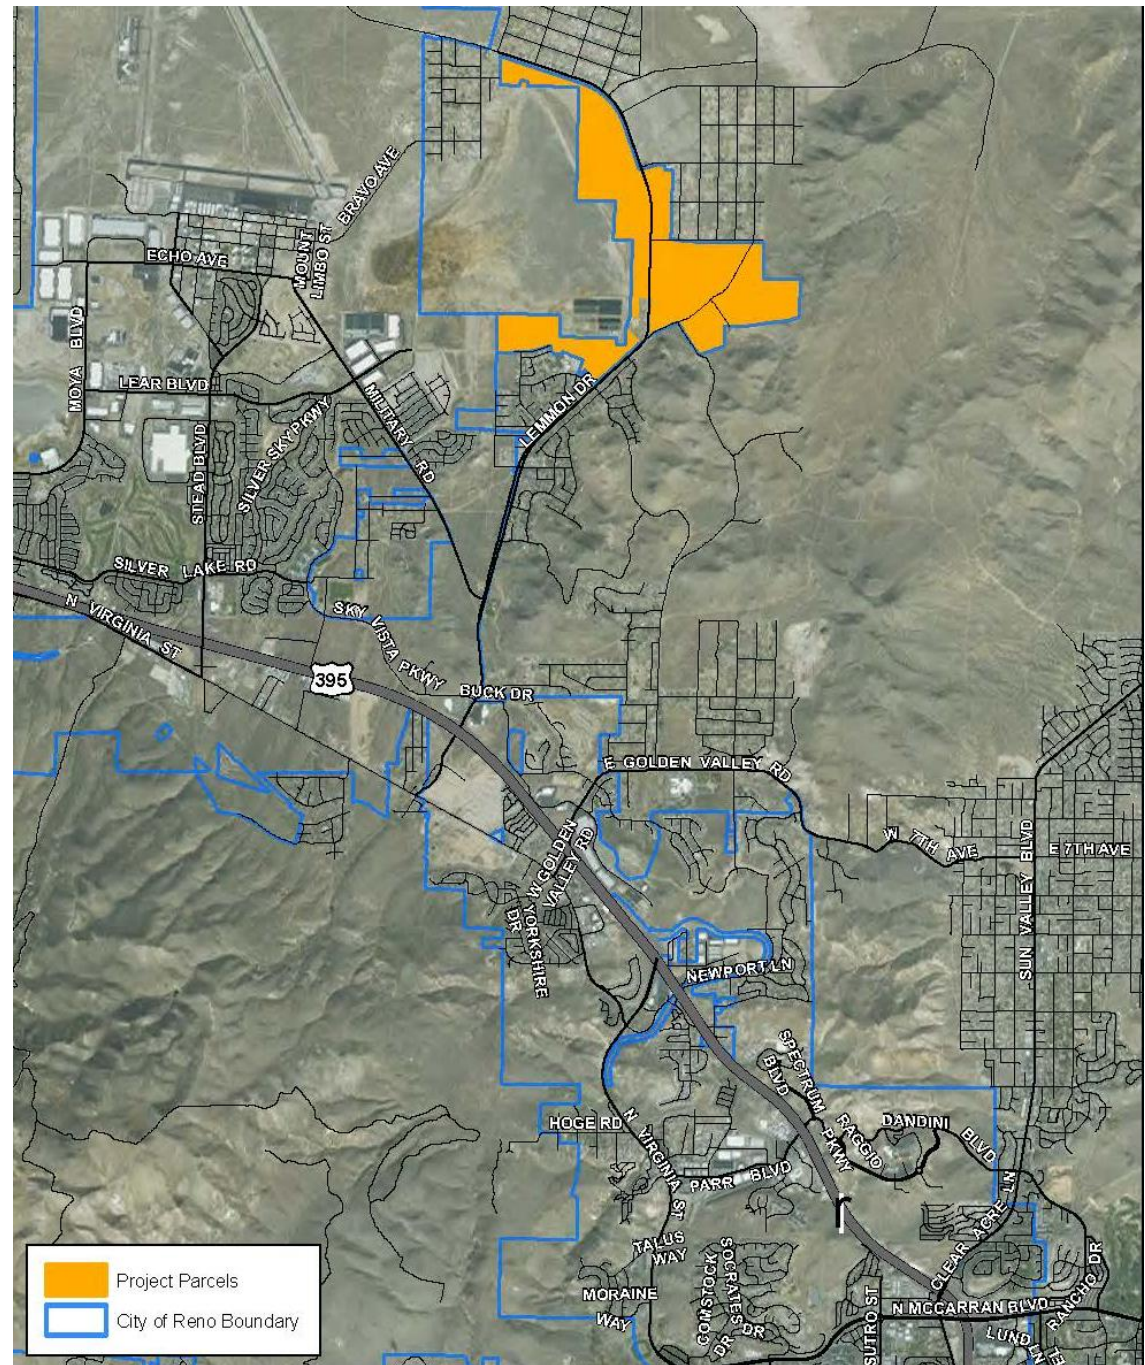 BRAVO AVE
MOUNT
LIMBO ST
ECHO AVE
MOYA BLVD
LEAR BLVD
STEAD BLVD
SILVER SKY PKWY
MILITARY RD
LEMMON DR
SILVER LAKE RD
N VIRGINIA ST
SKY VISTA PKWY
395
BUCK DR
E GOLDEN VALLEY RD
W GOLDEN
VALLEY RD
YORKSHIRE
DR
W 7TH AVE
E 7TH AVE
SUN VALLEY BLVD
NEWPORT LN
SPECTRUM
BLVD
HOGE RD
N VIRGINIA ST
PARR BLVD
RAGGIO
PKWY
DANDINI BLVD
CLEAR ACRE LN
TALUS
WAY
MORAINE
WAY
COMSTOCK
DR
SOCRATES DR
SUTRO ST
N MCCARRAN BLVD
RANCHO DR
LUND LN
EL
Project Parcels
City of Reno Boundary